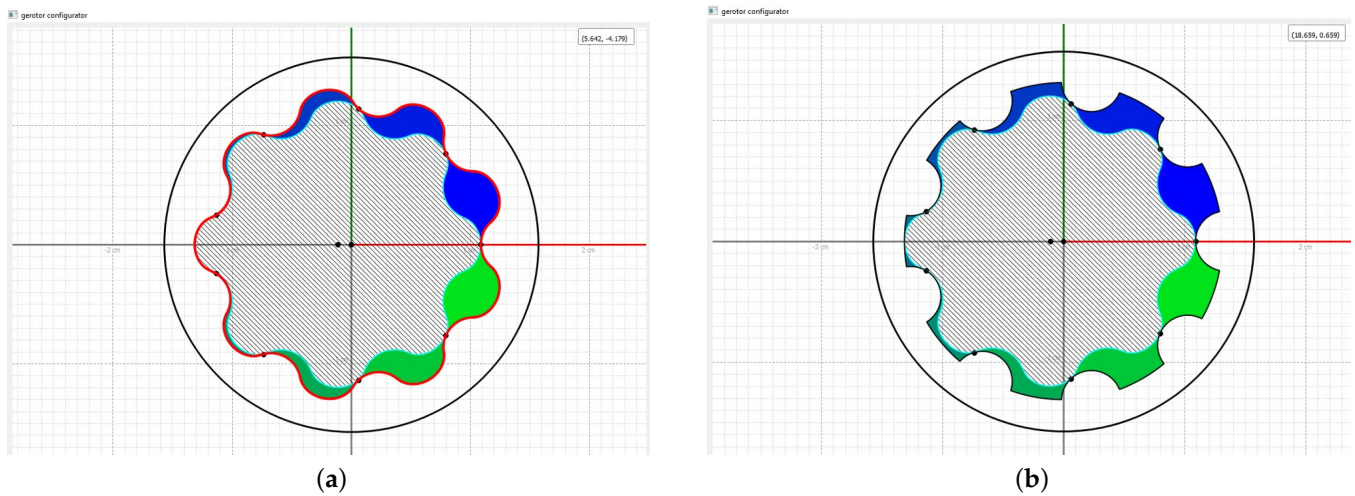 gerotor configurator
(5.642, -4.179)
-2 cm
2 cm
(a)
gerotor configurator
(18.659, 0.659)
-2 cm
2 cm
(b)